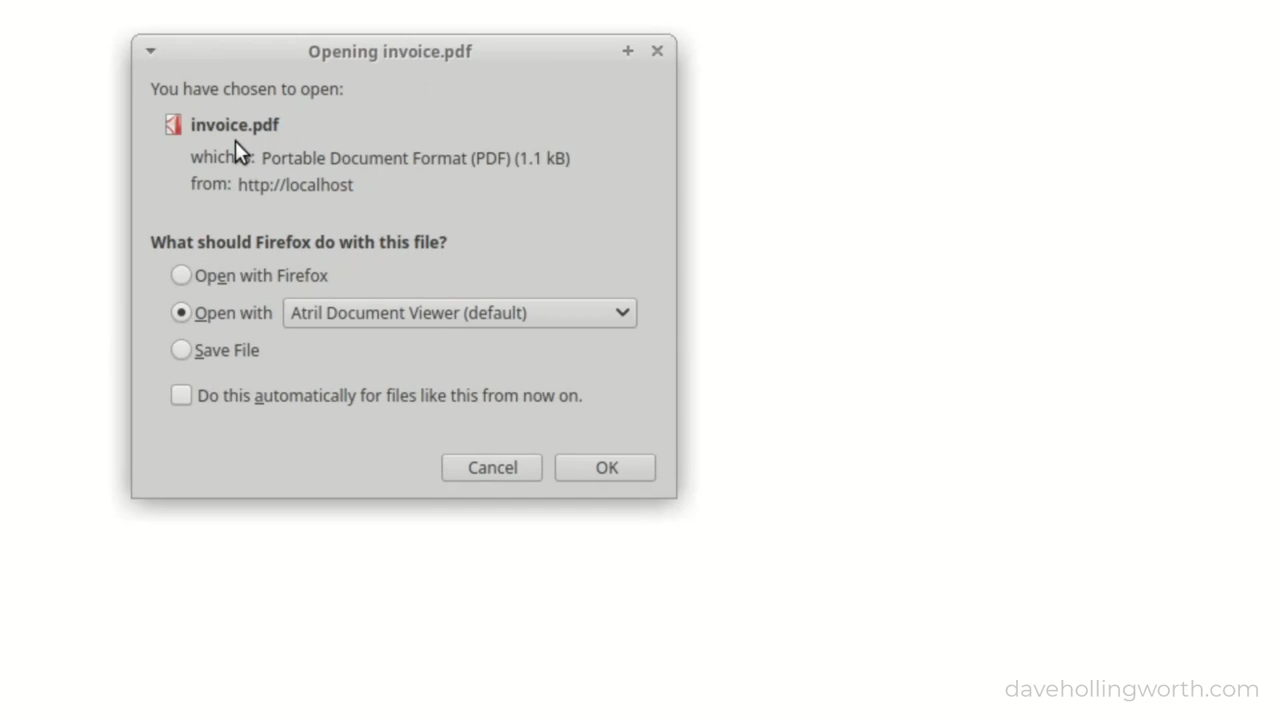 Opening invoice.pdf
You have chosen to open:
invoice.pdf
which : Portable Document Format (PDF) (1.1 kB)
from: http://localhost
What should Firefox do with this file?
Open with Firefox
Open with Atril Document Viewer (default)
Save File
Do this automatically for files like this from now on.
Cancel OK
davehollingworth.com